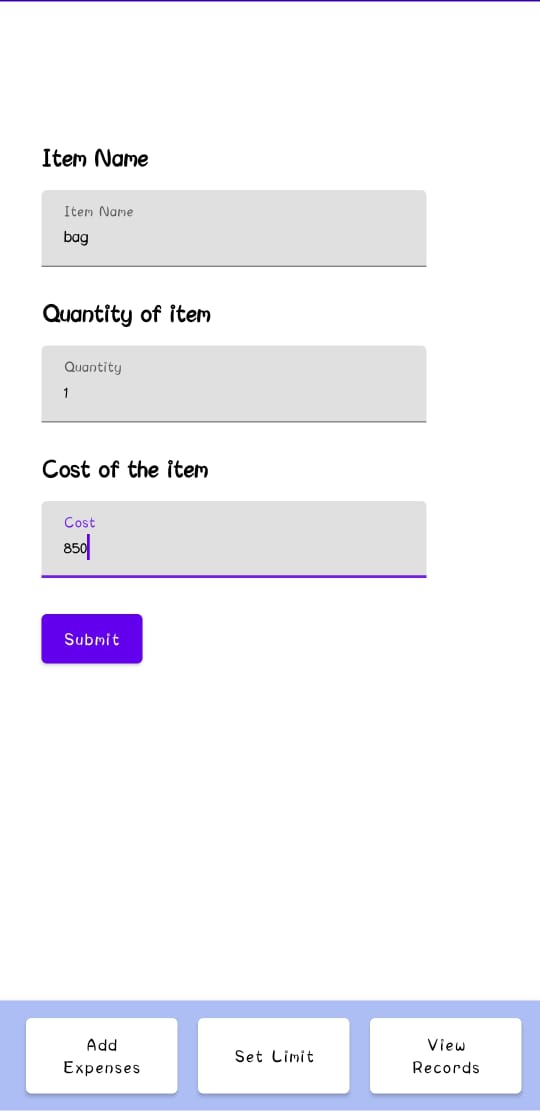 Item Name
Item Name
bag
Quantity of item
Quantity
1
Cost of the item
Cost
850
Submit
Add
Expenses
Set Limit
View
Records